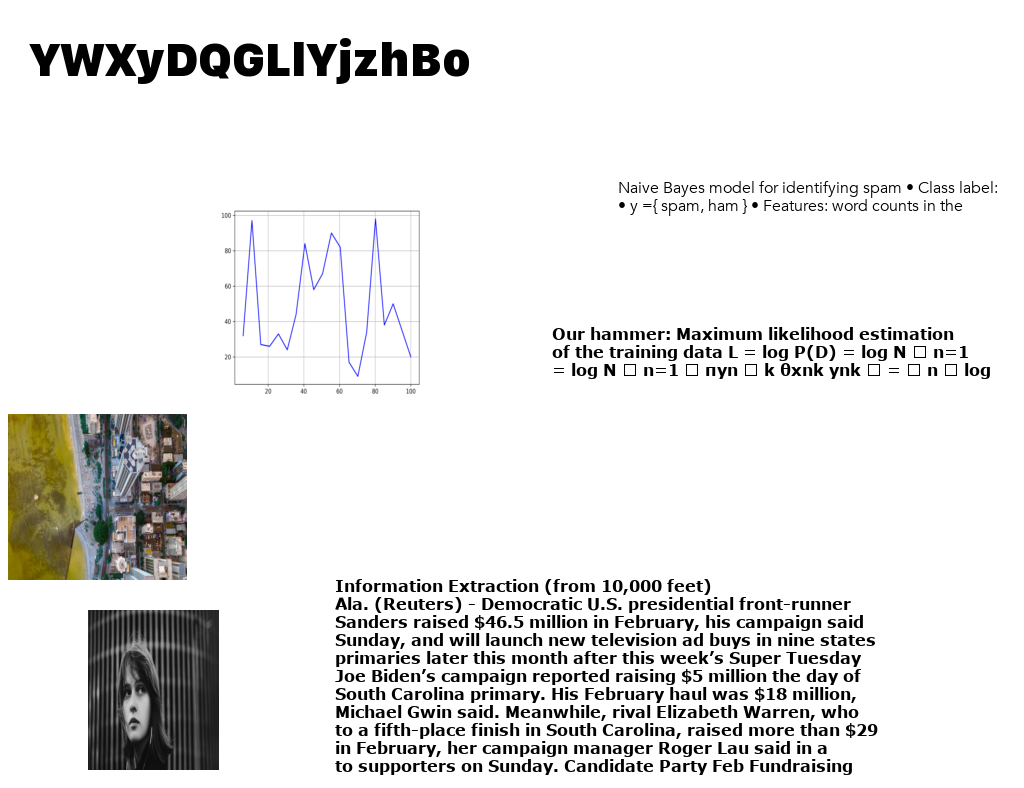 YWXyDQGLlYjzhBo
Naive Bayes model for identifying spam • Class label:
• y ={ spam, ham } • Features: word counts in the
100
80
60
40
20
20 40 60 80 100
Our hammer: Maximum likelihood estimation
of the training data L = log P(D) = log N □ n=1
= log N □ n=1 □ πyn □ k θxnk ynk □ = □ n □ log
Information Extraction (from 10,000 feet)
Ala. (Reuters) - Democratic U.S. presidential front-runner
Sanders raised $46.5 million in February, his campaign said
Sunday, and will launch new television ad buys in nine states
primaries later this month after this week’s Super Tuesday
Joe Biden’s campaign reported raising $5 million the day of
South Carolina primary. His February haul was $18 million,
Michael Gwin said. Meanwhile, rival Elizabeth Warren, who
to a fifth-place finish in South Carolina, raised more than $29
in February, her campaign manager Roger Lau said in a
to supporters on Sunday. Candidate Party Feb Fundraising